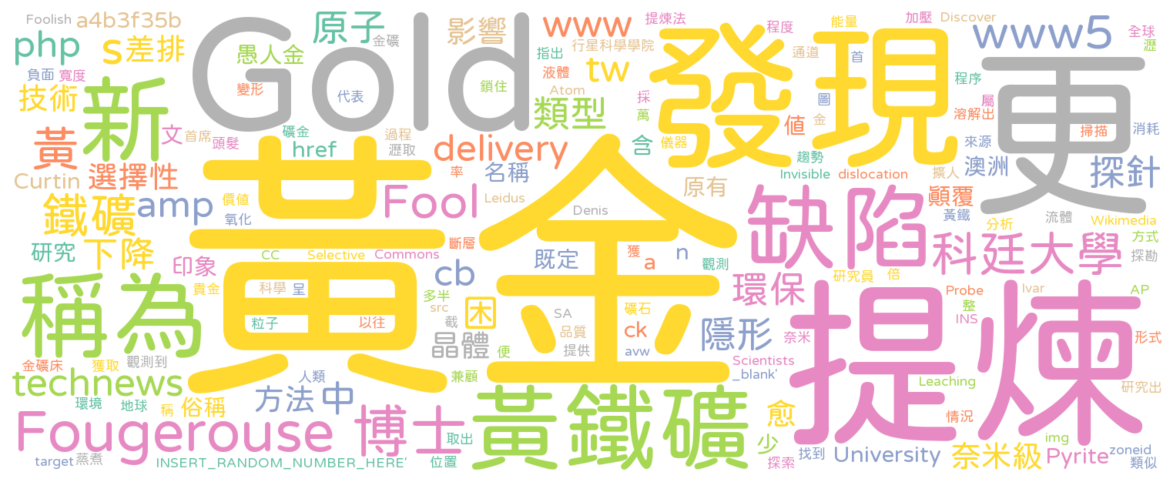 Foolish a4b3f35b 原子 金礦 影響 www 提煉法 程度 能量 加壓 Discover www5 全球
php s 差排 愚人金 Gold 指出 行星科學學院 液體 tw 發現 通道 首 更 瀝
負面 寬度 變形 代表 鎖住 Atom 採 萬 圖 程序 屬
技術 新 文 首席 頭髮 礦金 過程 類型 含 儀器 值 金 溶解出 掃描 消耗
黃 href 瀝取 delivery 名稱 趨勢 擴人 來源
Curtin 選擇性 價值 率 Leidus 原有 Invisible dislocation 澳洲 探針
鐵礦 amp 氧化 黃金 Fool Denis 缺陷 顛覆 黃鐵 流體 Wikimedia
研究 下降 CC Selective Commons 斷層 既定 獲 a n 觀測 分析 科廷大學 方式 探勘
稱為 印象 貴金 科學 呈 cb 多半 src 困 礦石 環保 研究員 倍 Probe Ivar AP
粒子 以往 截 SA 品質 ck 隱形 奈米 提煉 整 INS 形式
金礦床 獲取 觀測到 晶體 便 提供 avw Scientists _blank'
technews 人類 兼顧 Leaching 研究出
環境 地球 稱 俗稱 方法 中 黃鐵礦 愈 情況
Fougerouse 博士 取出 少 找到 University 奈米級 img Pyrite zoneid
target 蒸煮 INSERT_RANDOM_NUMBER_HERE' 位置 探索 類似